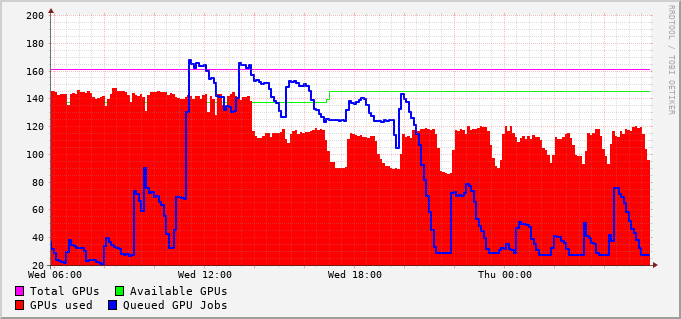 200
180
160
140
120
100
80
60
40
20
Wed 06:00 Wed 12:00 Wed 18:00 Thu 00:00
Total GPUs Available GPUs
GPUs used Queued GPU Jobs
RRDTOOL / TOBI OETIKER